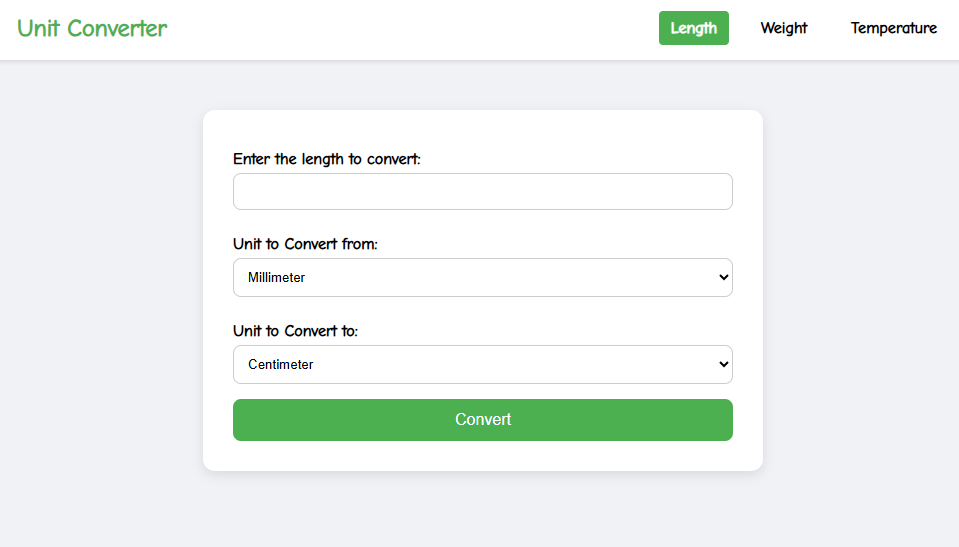 Unit Converter
Length Weight Temperature
Enter the length to convert:
Unit to Convert from:
Millimeter
Unit to Convert to:
Centimeter
Convert